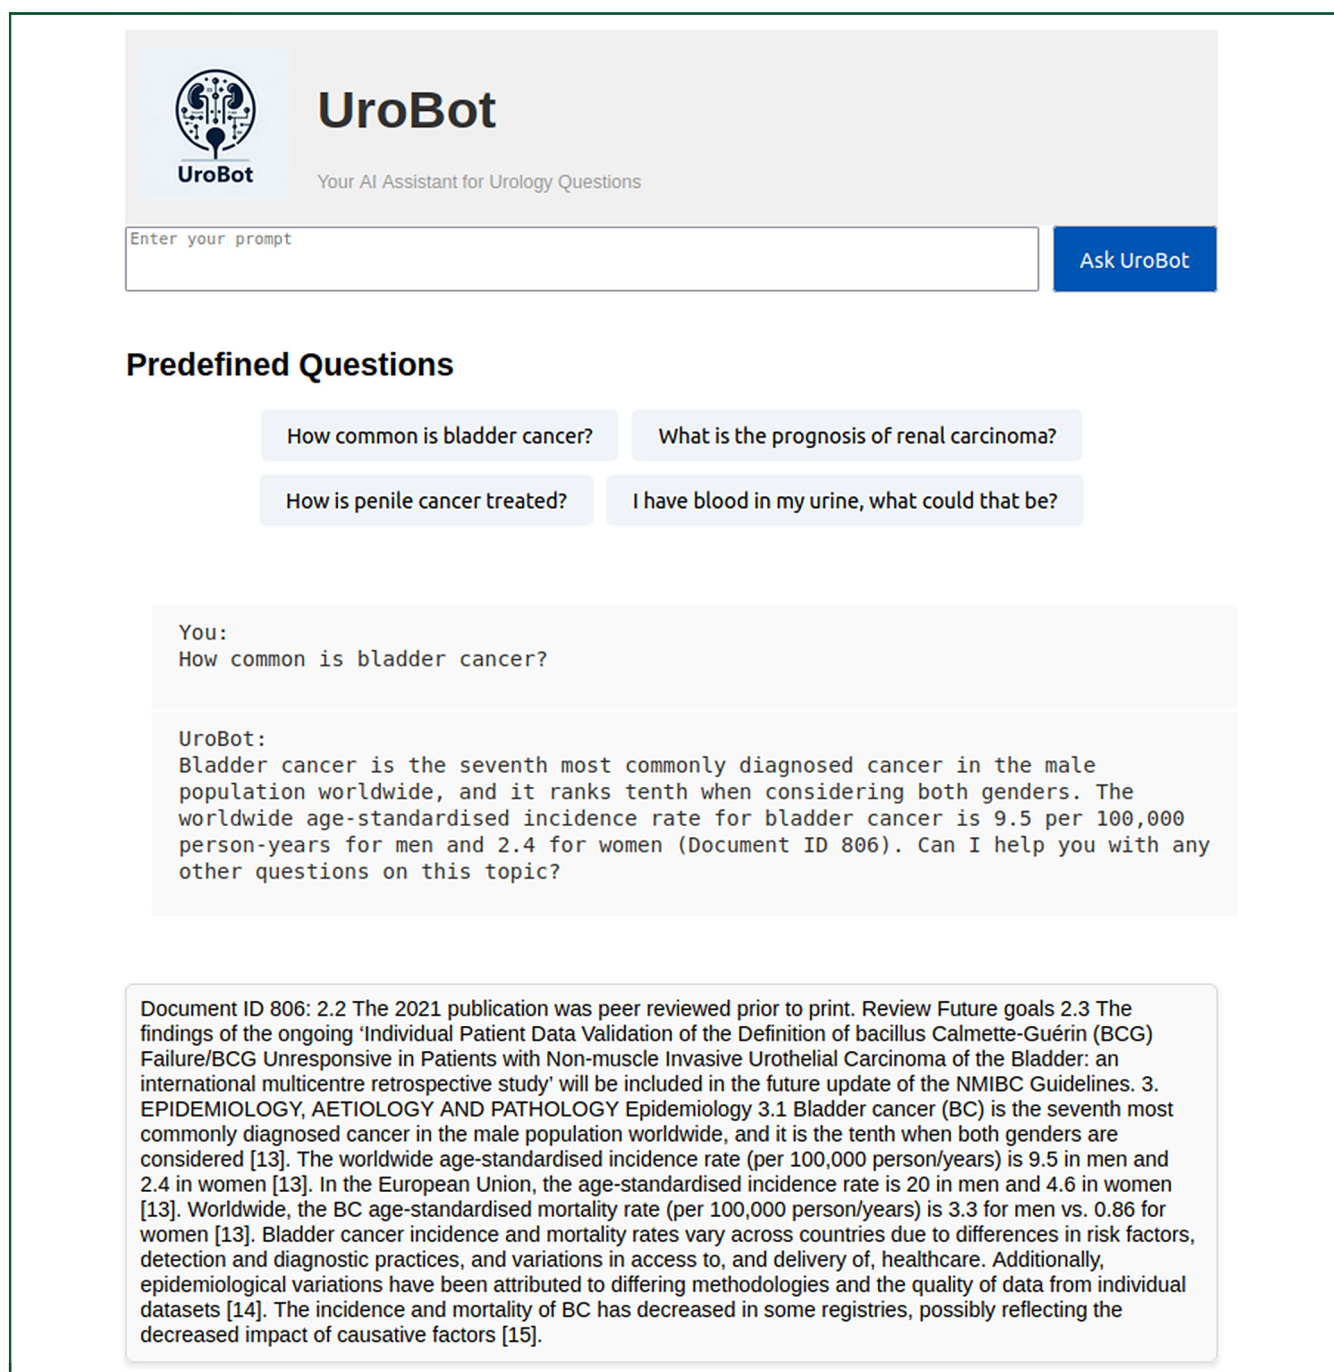 UroBot
UroBot
Your AI Assistant for Urology Questions
Enter your prompt
Ask UroBot
Predefined Questions
How common is bladder cancer?
What is the prognosis of renal carcinoma?
How is penile cancer treated?
I have blood in my urine, what could that be?
You:
How common is bladder cancer?
UroBot:
Bladder cancer is the seventh most commonly diagnosed cancer in the male
population worldwide, and it ranks tenth when considering both genders. The
worldwide age-standardised incidence rate for bladder cancer is 9.5 per 100,000
person-years for men and 2.4 for women (Document ID 806). Can I help you with any
other questions on this topic?
Document ID 806: 2.2 The 2021 publication was peer reviewed prior to print. Review Future goals 2.3 The
findings of the ongoing ‘Individual Patient Data Validation of the Definition of bacillus Calmette-Guérin (BCG)
Failure/BCG Unresponsive in Patients with Non-muscle Invasive Urothelial Carcinoma of the Bladder: an
international multicentre retrospective study’ will be included in the future update of the NMIBC Guidelines. 3.
EPIDEMIOLOGY, AETIOLOGY AND PATHOLOGY Epidemiology 3.1 Bladder cancer (BC) is the seventh most
commonly diagnosed cancer in the male population worldwide, and it is the tenth when both genders are
considered [13]. The worldwide age-standardised incidence rate (per 100,000 person/years) is 9.5 in men and
2.4 in women [13]. In the European Union, the age-standardised incidence rate is 20 in men and 4.6 in women
[13]. Worldwide, the BC age-standardised mortality rate (per 100,000 person/years) is 3.3 for men vs. 0.86 for
women [13]. Bladder cancer incidence and mortality rates vary across countries due to differences in risk factors,
detection and diagnostic practices, and variations in access to, and delivery of, healthcare. Additionally,
epidemiological variations have been attributed to differing methodologies and the quality of data from individual
datasets [14]. The incidence and mortality of BC has decreased in some registries, possibly reflecting the
decreased impact of causative factors [15].